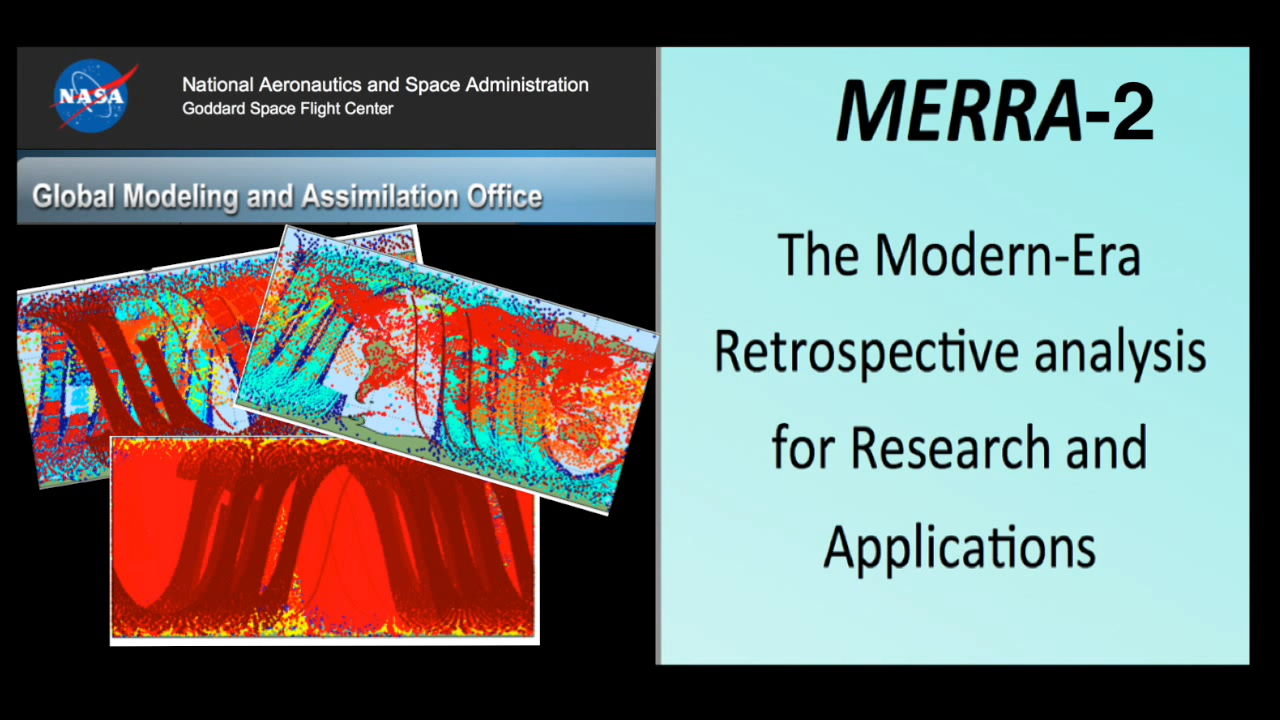 NASA
National Aeronautics and Space Administration
Goddard Space Flight Center
Global Modeling and Assimilation Office
MERRA-2
The Modern-Era
Retrospective analysis
for Research and
Applications